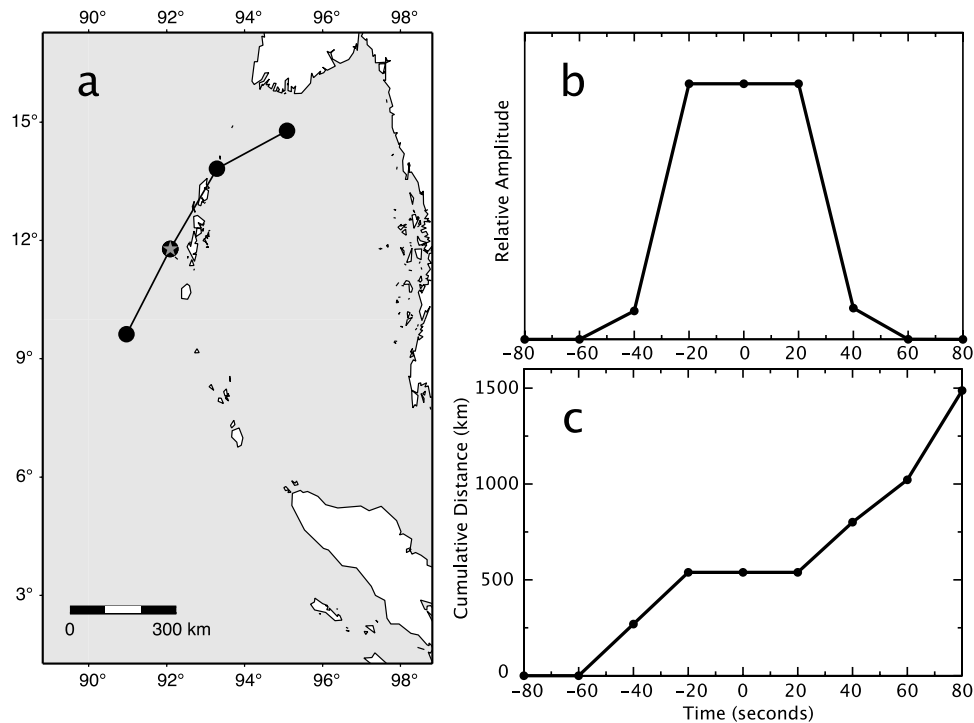 90° 92° 94° 96° 98°
a
15°
12°
9°
6°
3°
0 300 km
90° 92° 94° 96° 98°
b
Relative Amplitude
-80 -60 -40 -20 0 20 40 60 80
c
Cumulative Distance (km)
1500
1000
500
0
-80 -60 -40 -20 0 20 40 60 80
Time (seconds)